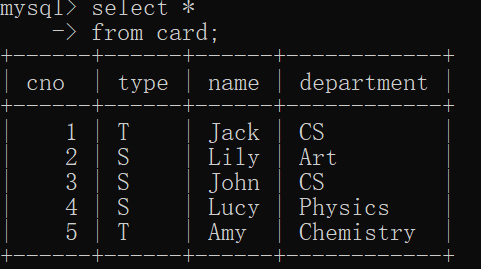 mysql> select *
    -> from card;
+------+------+------+------------+
| cno | type | name | department |
+------+------+------+------------+
| 1 | T | Jack | CS |
| 2 | S | Lily | Art |
| 3 | S | John | CS |
| 4 | S | Lucy | Physics |
| 5 | T | Amy | Chemistry |
+------+------+------+------------+